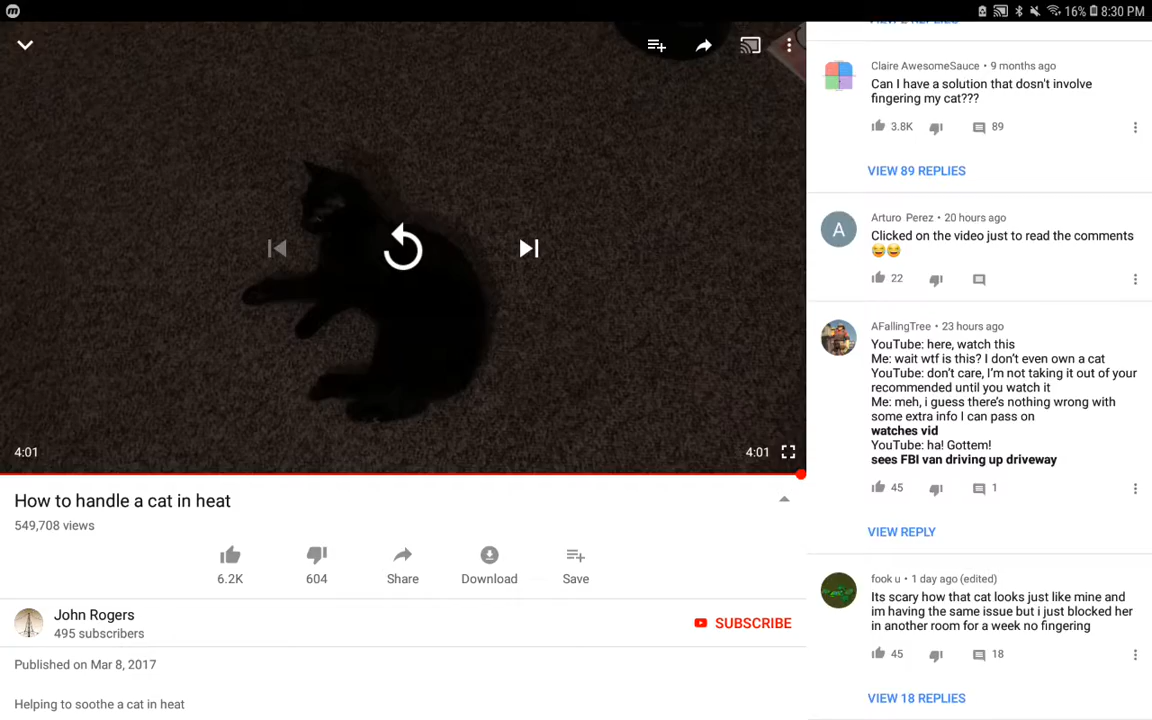 16% 8:30 PM
4:01
4:01
How to handle a cat in heat
549,708 views
6.2K
604
Share
Download
Save
John Rogers
495 subscribers
SUBSCRIBE
Published on Mar 8, 2017
Helping to soothe a cat in heat
Claire AwesomeSauce • 9 months ago
Can I have a solution that dosn't involve
fingering my cat???
3.8K
89
VIEW 89 REPLIES
A
Arturo Perez • 20 hours ago
Clicked on the video just to read the comments
😂😂
22
AFallingTree • 23 hours ago
YouTube: here, watch this
Me: wait wtf is this? I don't even own a cat
YouTube: don't care, I'm not taking it out of your
recommended until you watch it
Me: meh, i guess there's nothing wrong with
some extra info I can pass on
watches vid
YouTube: ha! Gottem!
sees FBI van driving up driveway
45
1
VIEW REPLY
fook u • 1 day ago (edited)
Its scary how that cat looks just like mine and
im having the same issue but i just blocked her
in another room for a week no fingering
45
18
VIEW 18 REPLIES